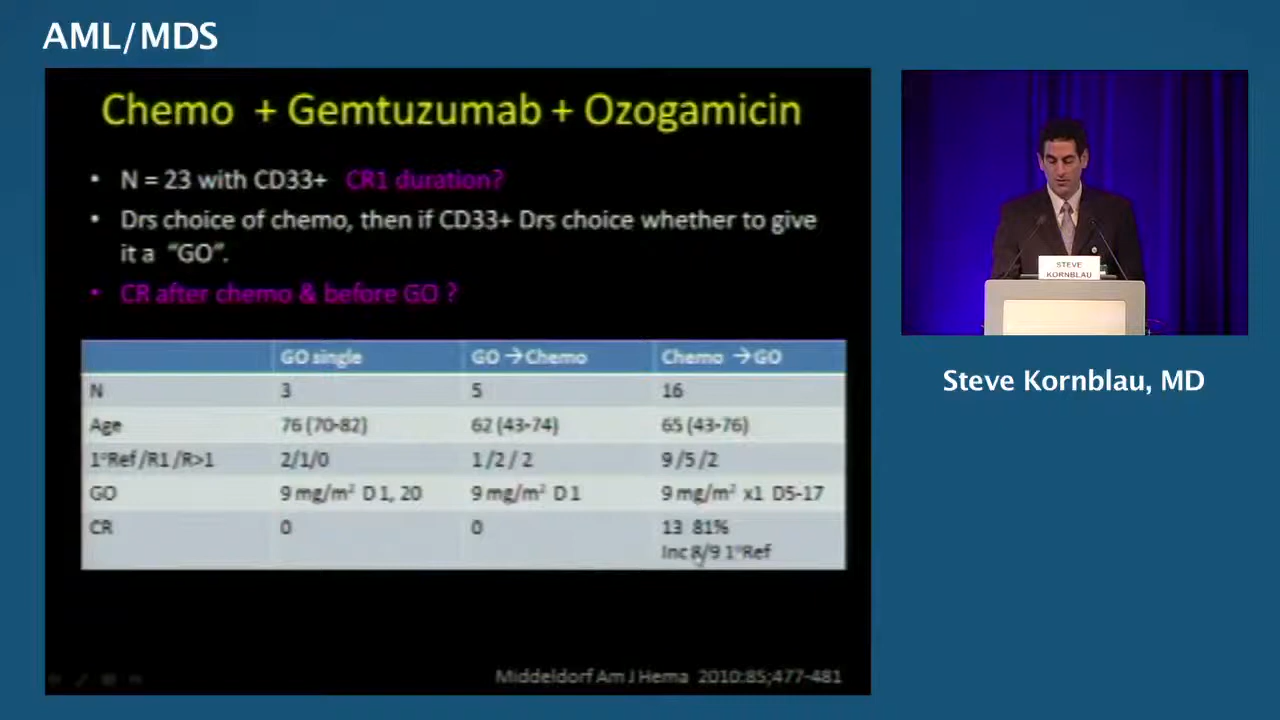 AML/MDS
Chemo + Gemtuzumab + Ozogamicin
• N = 23 with CD33+ CR1 duration?
• Drs choice of chemo, then if CD33+ Drs choice whether to give
it a "GO".
• CR after chemo & before GO ?
GO single GO →Chemo Chemo →GO
N 3 5 16
Age 76 (70-82) 62 (43-74) 65 (43-76)
1°Ref /R1 /R>1 2/1/0 1 /2 / 2 9 /5 /2
GO 9 mg/m² D 1, 20 9 mg/m² D 1 9 mg/m² x1 D5-17
CR 0 0 13 81%
Inc 8/9 1°Ref
Middeldorf Am J Hema 2010:85;477-481
STEVE
KORNBLAU
Steve Kornblau, MD